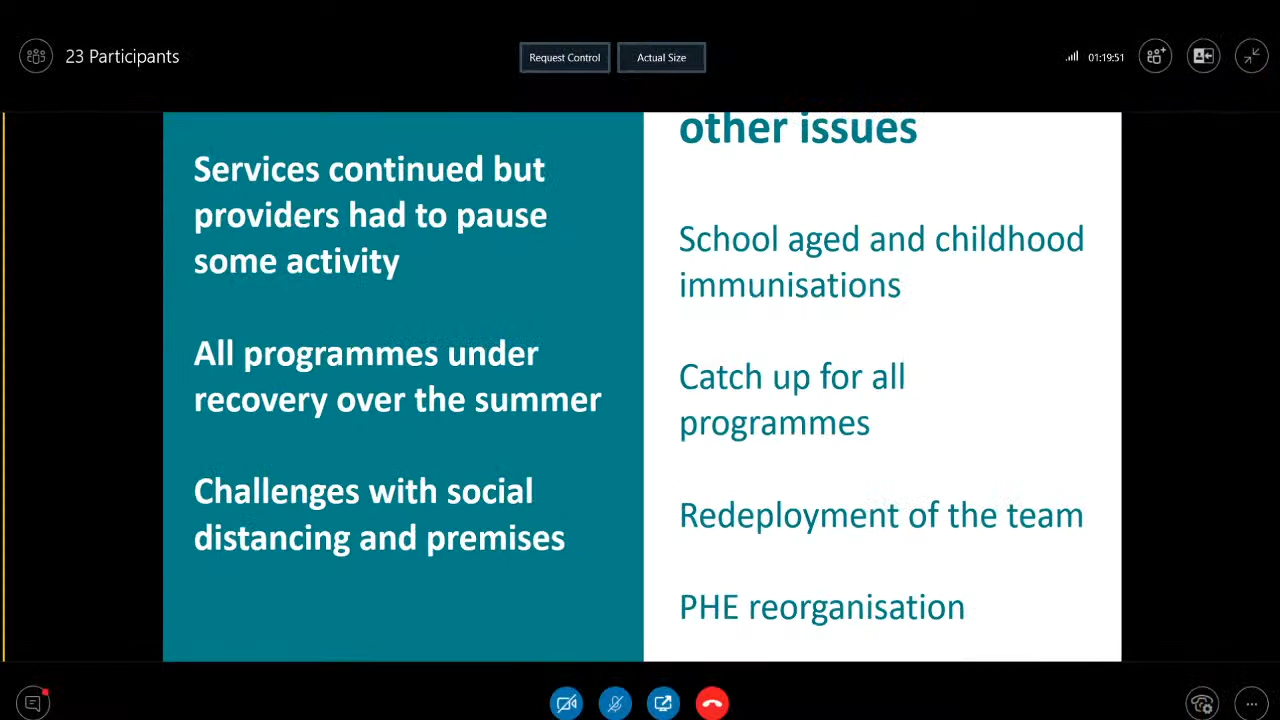 23 Participants
Request Control
Actual Size
01:19:51
Services continued but
providers had to pause
some activity
All programmes under
recovery over the summer
Challenges with social
distancing and premises
other issues
School aged and childhood
immunisations
Catch up for all
programmes
Redeployment of the team
PHE reorganisation